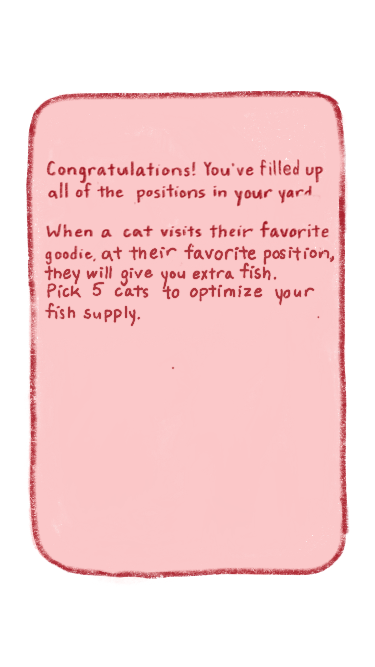 Congratulations! You've filled up
all of the positions in your yard.
When a cat visits their favorite
goodie, at their favorite position,
they will give you extra fish.
Pick 5 cats to optimize your
fish supply.